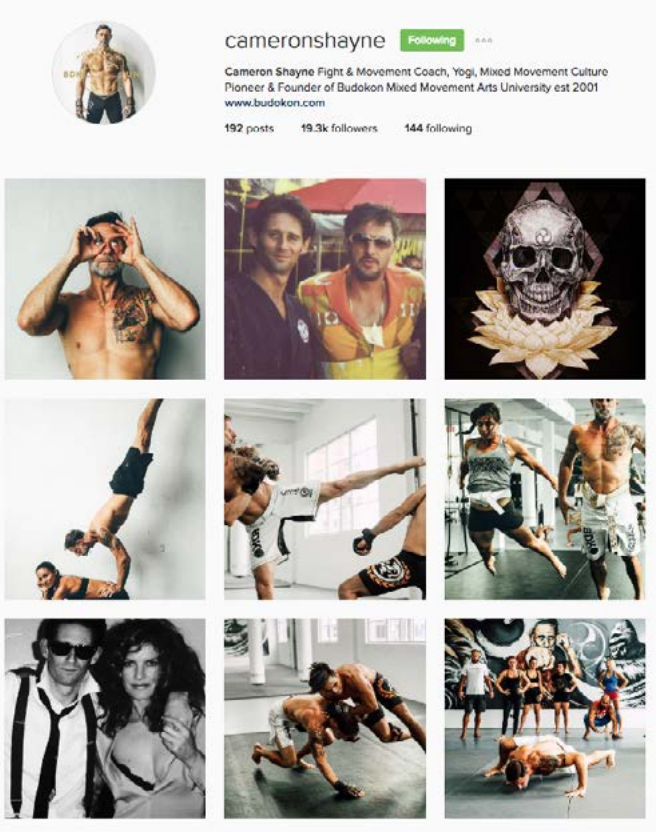 cameronshayne Following
Cameron Shayne Fight & Movement Coach, Yogi, Mixed Movement Culture
Pioneer & Founder of Budokon Mixed Movement Arts University est 2001
www.budokon.com
192 posts 19.3k followers 144 following
BDK